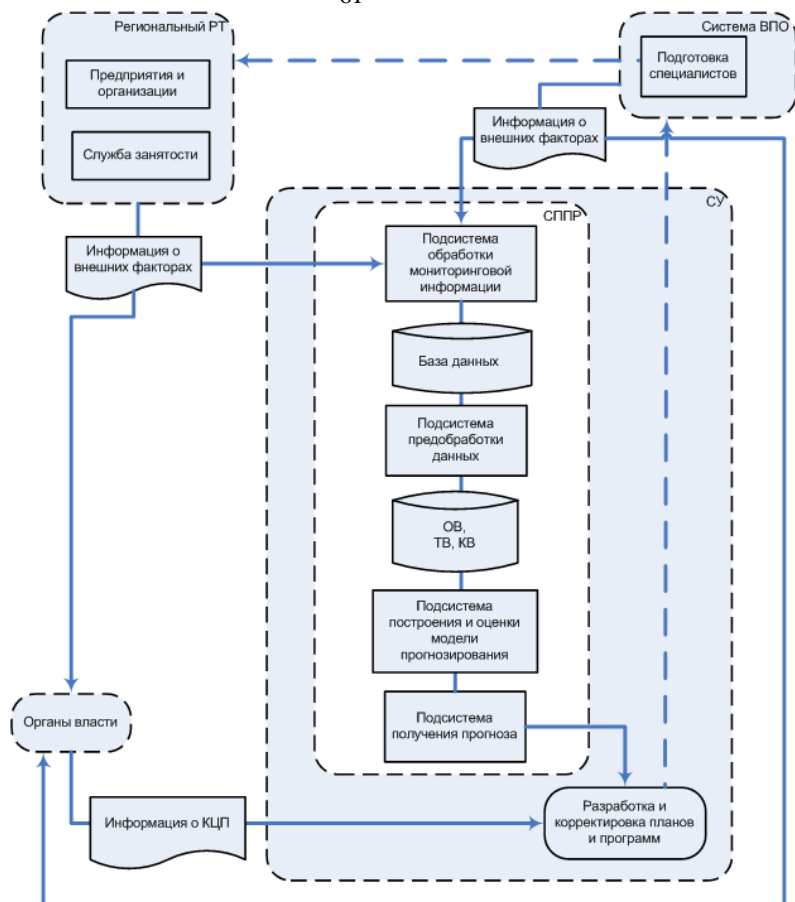 Региональный РТ
Система ВПО
Предприятия и
организации
Подготовка
специалистов
Служба занятости
Информация о
внешних факторах
СУ
СППР
Информация о
внешних факторах
Подсистема
обработки
мониторинговой
информации
База данных
Подсистема
предобработки
данных
ОВ,
ТВ, КВ
Подсистема
построения и оценки
модели
прогнозирования
Органы власти
Подсистема
получения прогноза
Информация о КЦП
Разработка и
корректировка планов
и программ